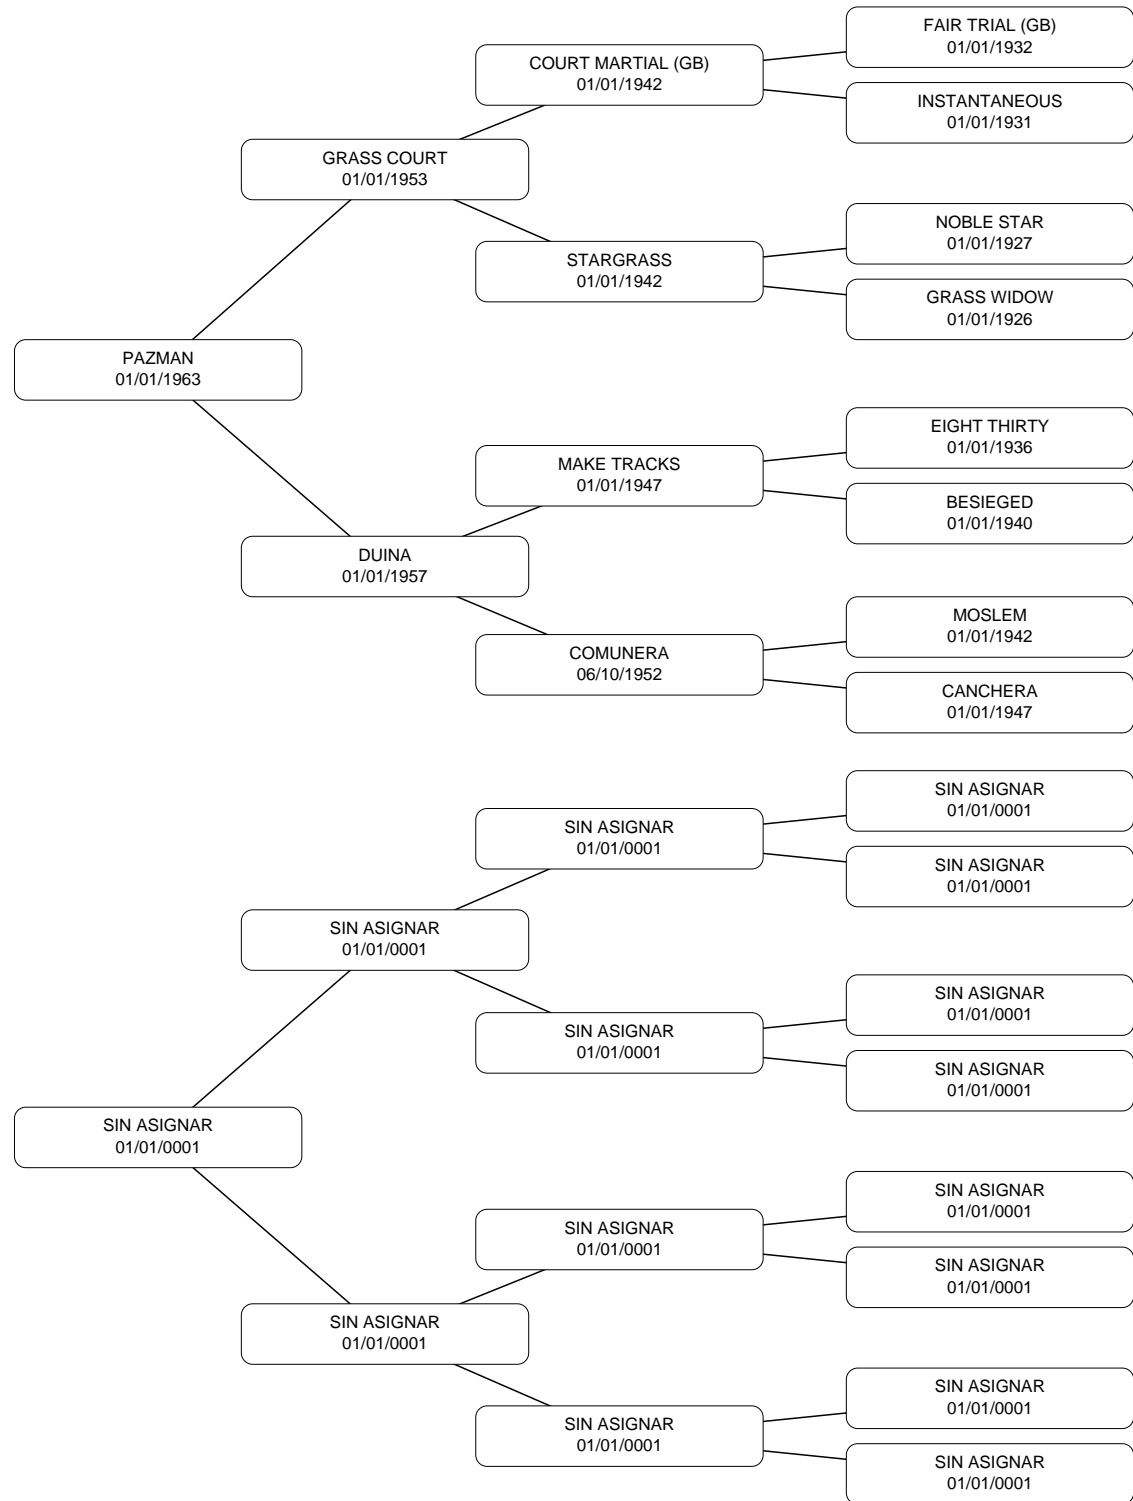 FAIR TRIAL (GB)
01/01/1932
COURT MARTIAL (GB)
01/01/1942
INSTANTANEOUS
01/01/1931
GRASS COURT
01/01/1953
NOBLE STAR
01/01/1927
STARGRASS
01/01/1942
GRASS WIDOW
01/01/1926
PAZMAN
01/01/1963
EIGHT THIRTY
01/01/1936
MAKE TRACKS
01/01/1947
BESIEGED
01/01/1940
DUINA
01/01/1957
MOSLEM
01/01/1942
COMUNERA
06/10/1952
CANCHERA
01/01/1947
SIN ASIGNAR
01/01/0001
SIN ASIGNAR
01/01/0001
SIN ASIGNAR
01/01/0001
SIN ASIGNAR
01/01/0001
SIN ASIGNAR
01/01/0001
SIN ASIGNAR
01/01/0001
SIN ASIGNAR
01/01/0001
SIN ASIGNAR
01/01/0001
SIN ASIGNAR
01/01/0001
SIN ASIGNAR
01/01/0001
SIN ASIGNAR
01/01/0001
SIN ASIGNAR
01/01/0001
SIN ASIGNAR
01/01/0001
SIN ASIGNAR
01/01/0001
SIN ASIGNAR
01/01/0001